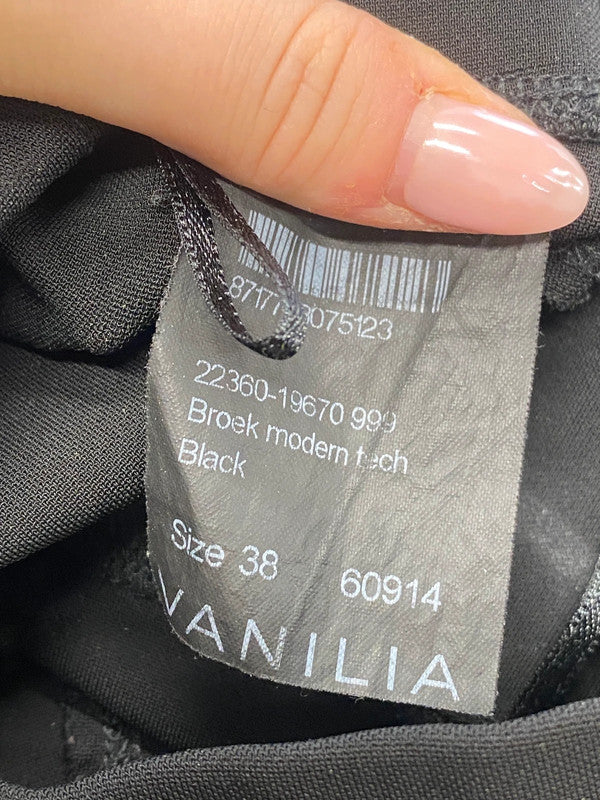 22360-19670 999
Broek modern tech
Black
Size 38 60914
VANILIA